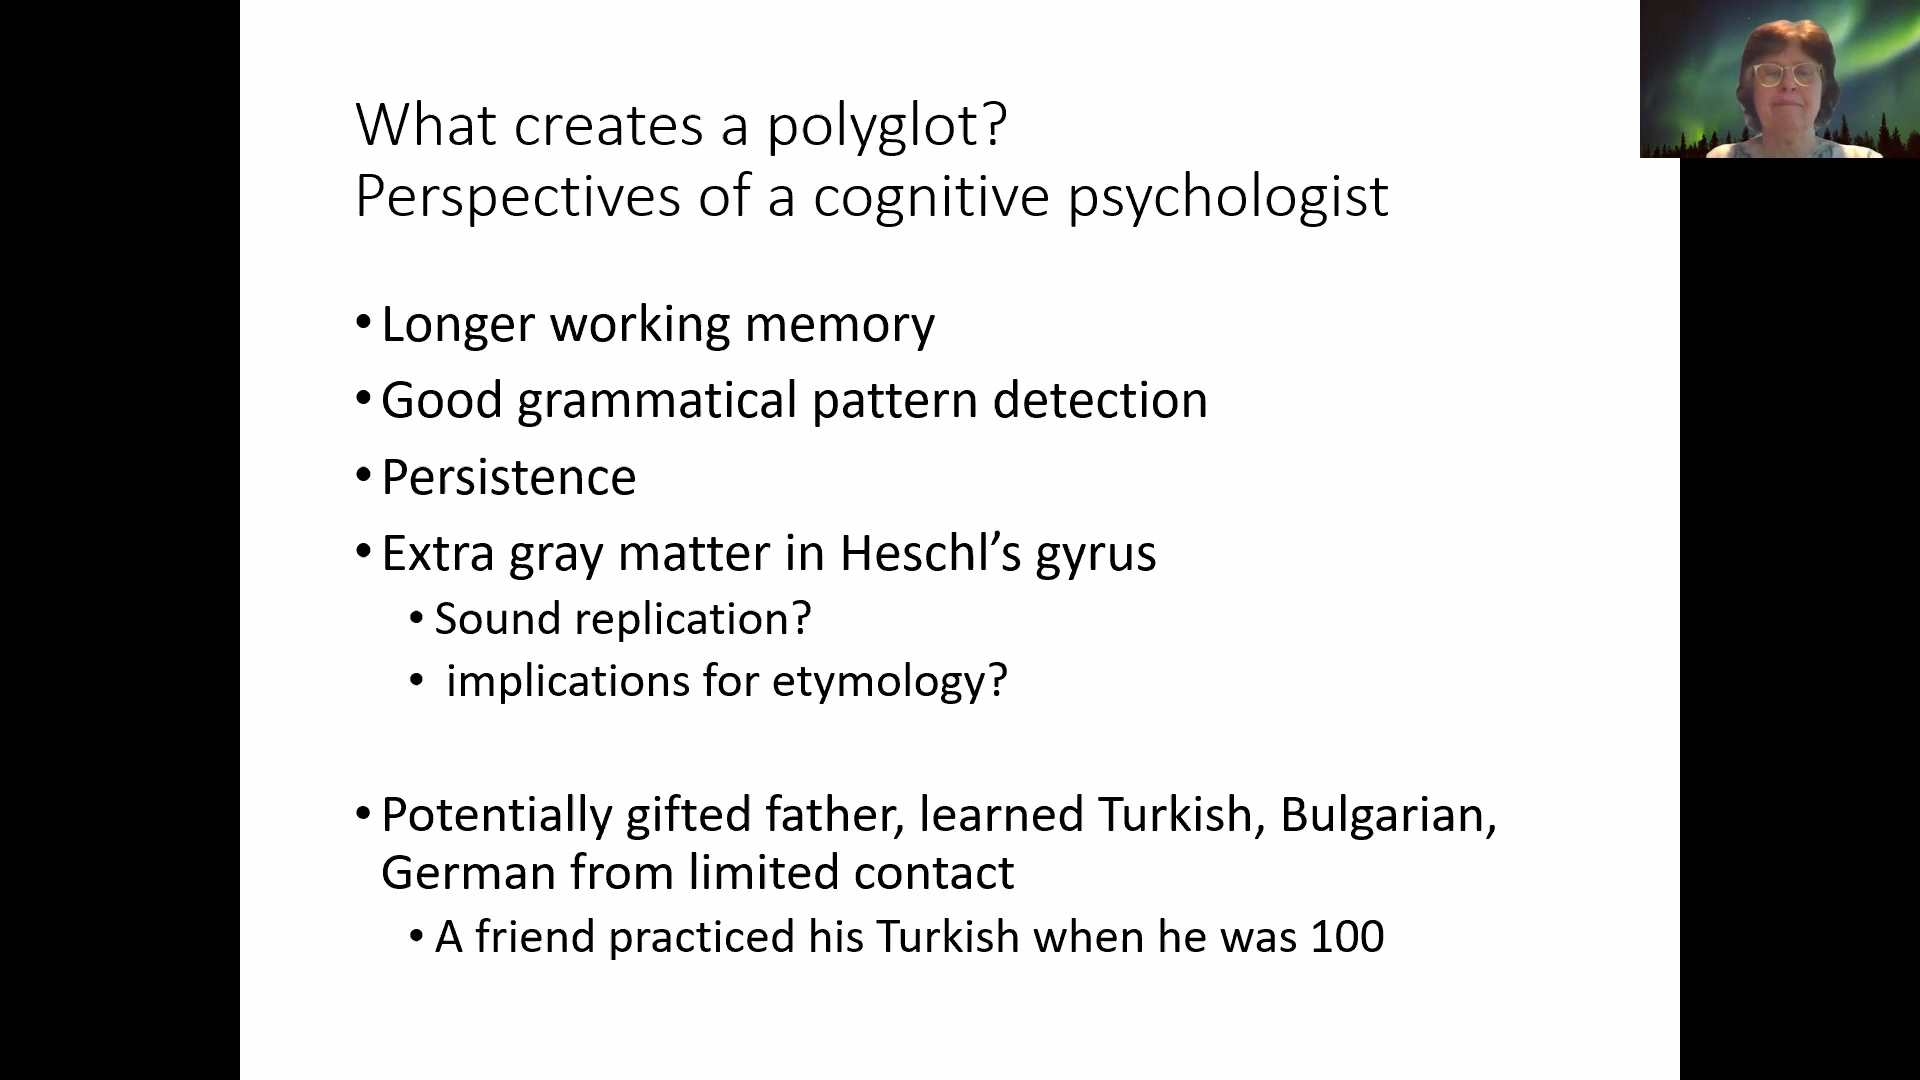 What creates a polyglot?
Perspectives of a cognitive psychologist
• Longer working memory
• Good grammatical pattern detection
• Persistence
• Extra gray matter in Heschl’s gyrus
• Sound replication?
• implications for etymology?
• Potentially gifted father, learned Turkish, Bulgarian,
German from limited contact
• A friend practiced his Turkish when he was 100